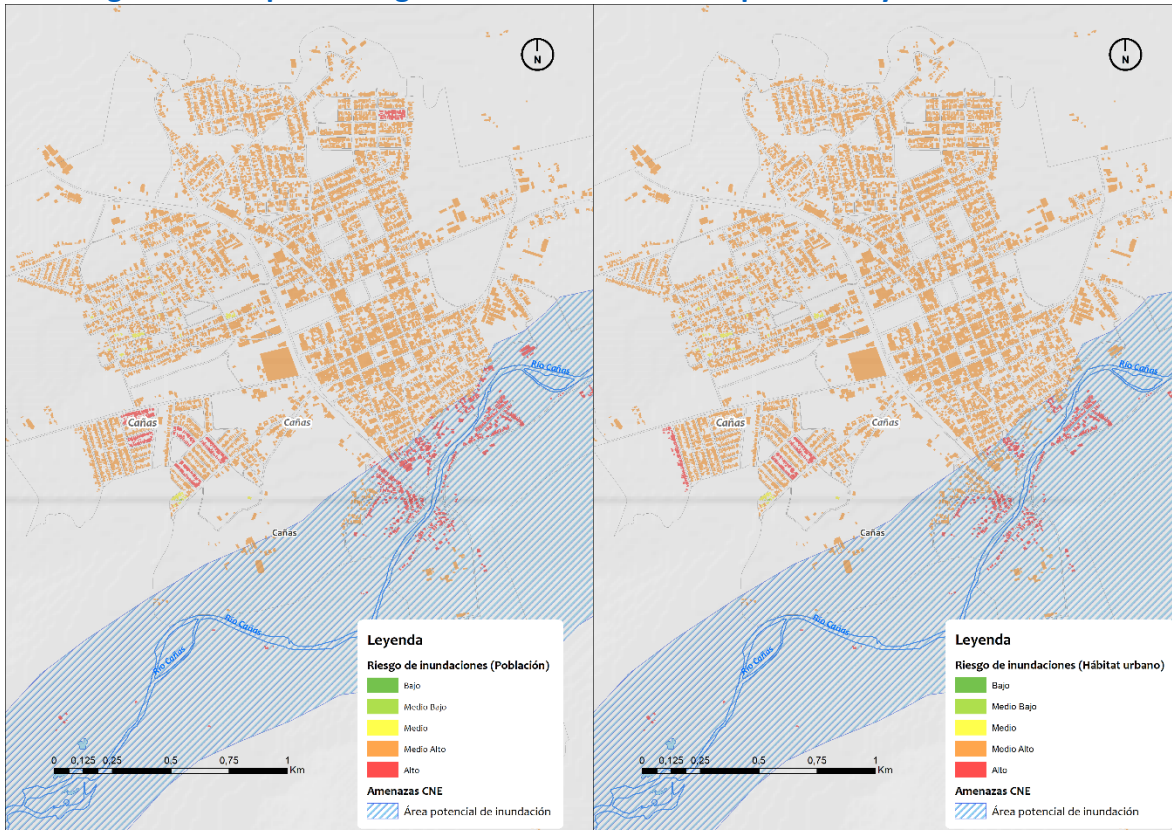 N
Río Cañas
Cañas
Cañas
Cañas
Río Cañas
Río Cañas
Leyenda
Riesgo de inundaciones (Población)
Bajo
Medio Bajo
Medio
Medio Alto
Alto
Amenazas CNE
Área potencial de inundación
0 0,125 0,25 0,5 0,75 1
Km
N
Río Cañas
Cañas
Cañas
Cañas
Río Cañas
Río Cañas
Leyenda
Riesgo de inundaciones (Hábitat urbano)
Bajo
Medio Bajo
Medio
Medio Alto
Alto
Amenazas CNE
Área potencial de inundación
0 0,125 0,25 0,5 0,75 1
Km